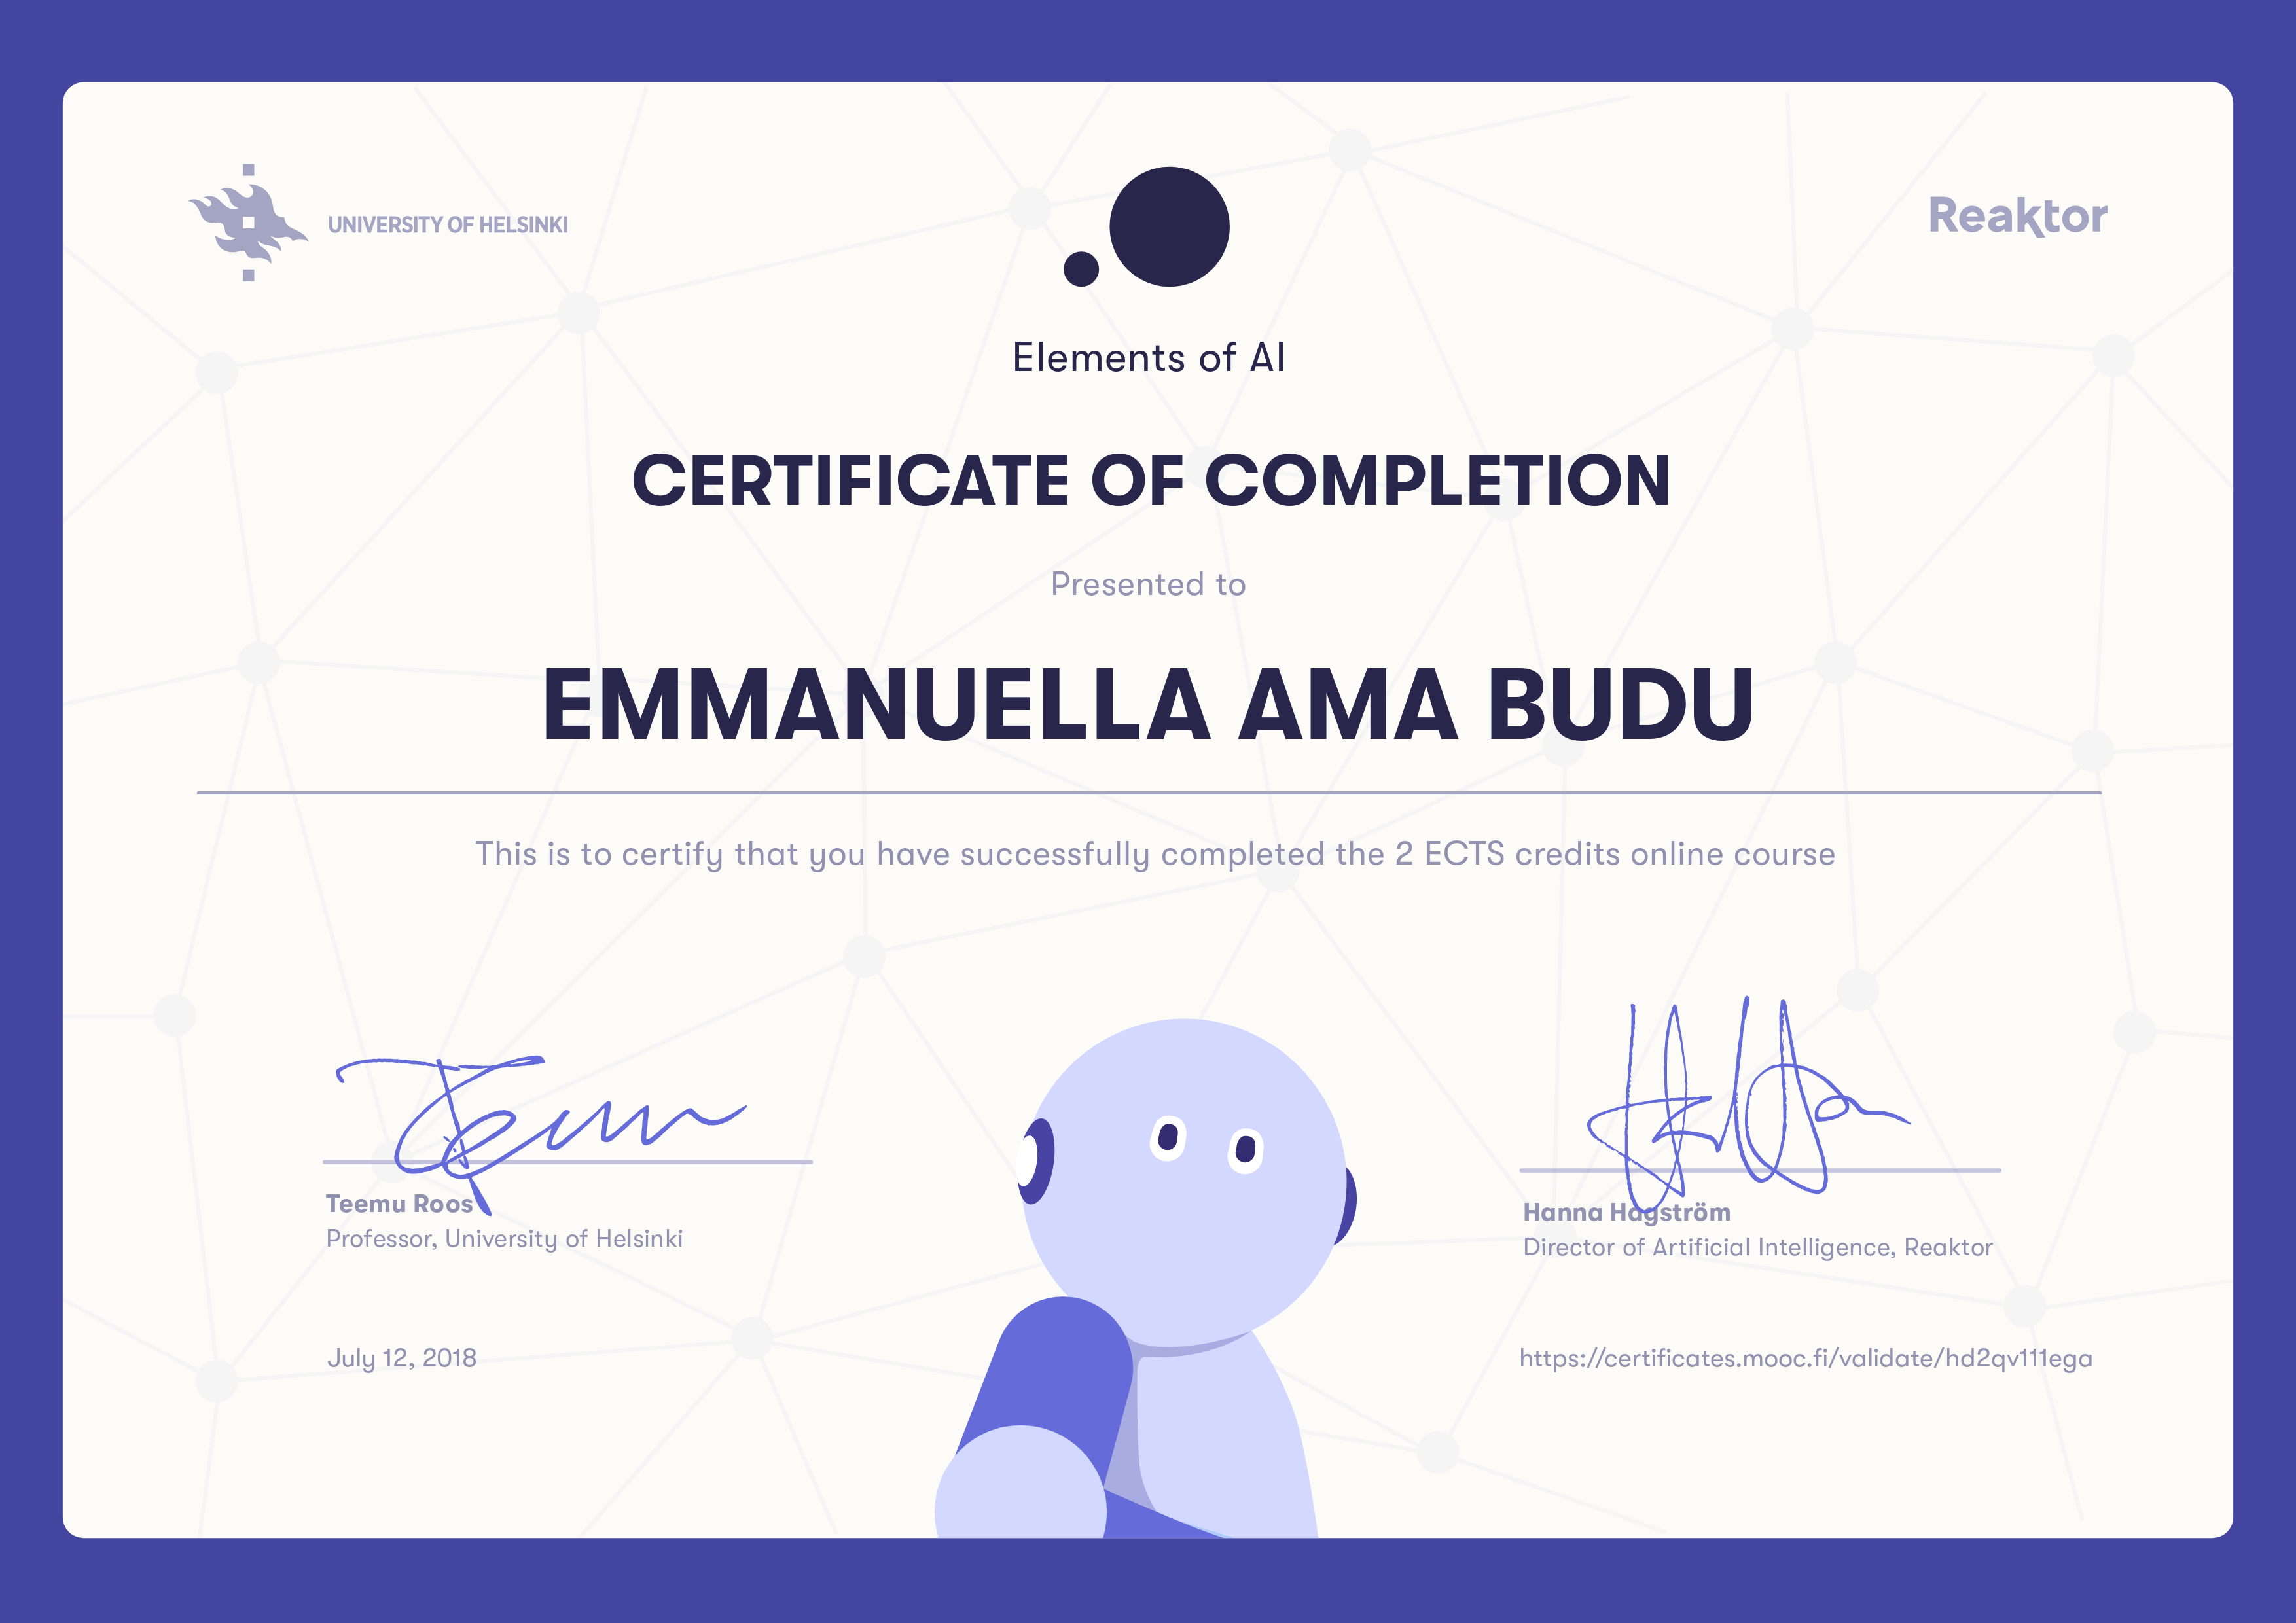 UNIVERSITY OF HELSINKI
Reaktor
Elements of AI
CERTIFICATE OF COMPLETION
Presented to
EMMANUELLA AMA BUDU
This is to certify that you have successfully completed the 2 ECTS credits online course
Teemu Roos
Professor, University of Helsinki
Hanna Hagström
Director of Artificial Intelligence, Reaktor
July 12, 2018
https://certificates.mooc.fi/validate/hd2qv111ega